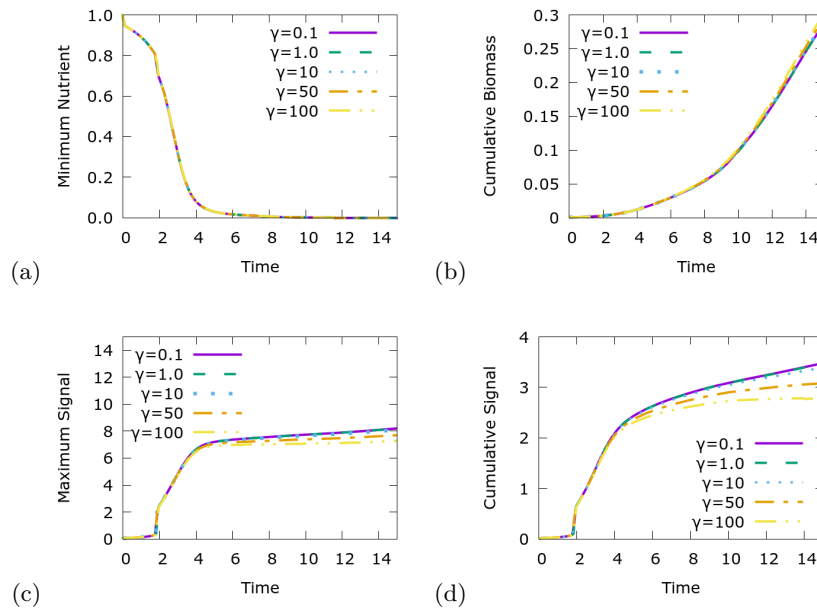 Minimum Nutrient
1.0
0.8
0.6
0.4
0.2
0.0
γ=0.1
γ=1.0
γ=10
γ=50
γ=100
0 2 4 6 8 10 12 14
Time
(a)
Cumulative Biomass
0.3
0.25
0.2
0.15
0.1
0.05
0
γ=0.1
γ=1.0
γ=10
γ=50
γ=100
0 2 4 6 8 10 12 14
Time
(b)
Maximum Signal
14
12
10
8
6
4
2
0
γ=0.1
γ=1.0
γ=10
γ=50
γ=100
0 2 4 6 8 10 12 14
Time
(c)
Cumulative Signal
4
3
2
1
0
γ=0.1
γ=1.0
γ=10
γ=50
γ=100
0 2 4 6 8 10 12 14
Time
(d)